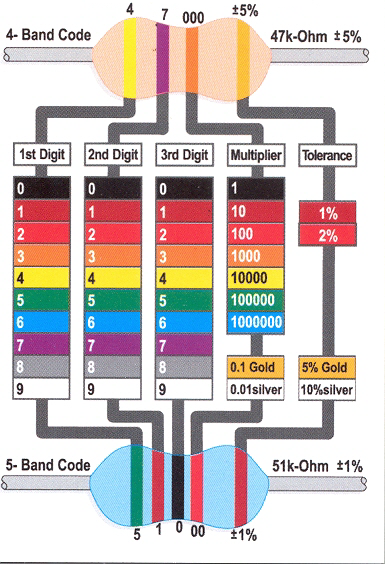 4 7 000 ±5%
4- Band Code 47k-Ohm ±5%
1st Digit 2nd Digit 3rd Digit Multiplier Tolerance
0 0 0 1
1 1 1 10 1%
2 2 2 100 2%
3 3 3 1000
4 4 4 10000
5 5 5 100000
6 6 6 1000000
7 7 7
8 8 8 0.1 Gold 5% Gold
9 9 9 0.01silver 10%silver
5- Band Code 51k-Ohm ±1%
5 1 0 00 ±1%